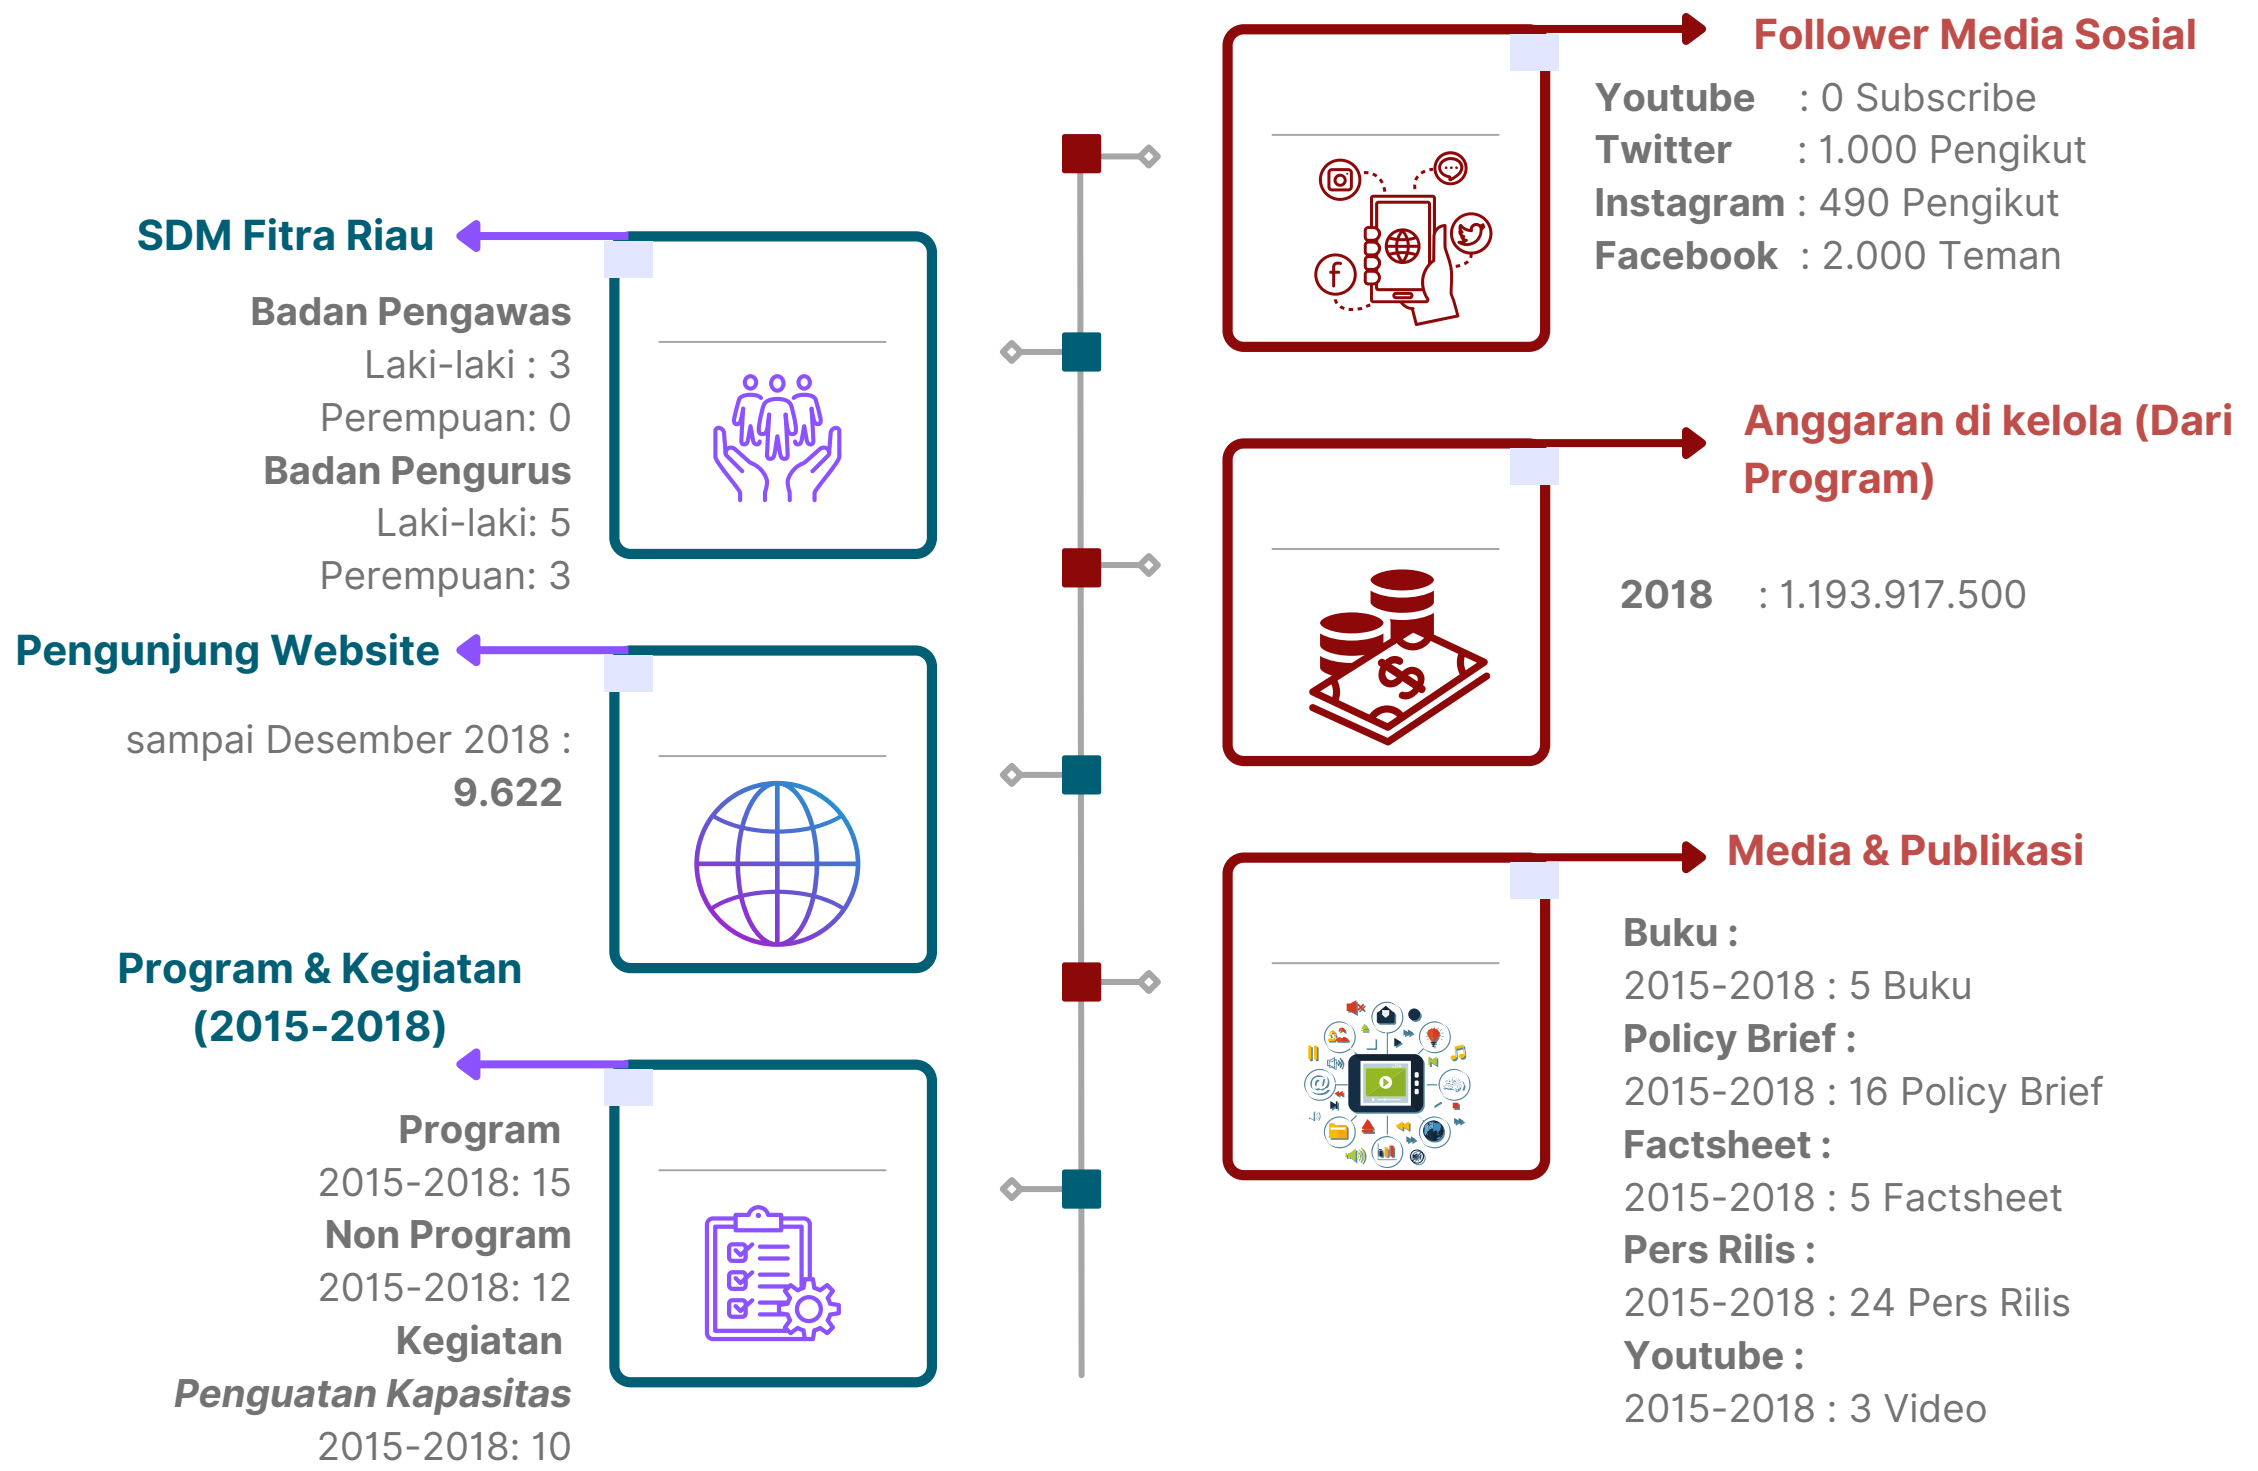 Follower Media Sosial
Youtube : 0 Subscribe
Twitter : 1.000 Pengikut
Instagram : 490 Pengikut
Facebook : 2.000 Teman
SDM Fitra Riau
Badan Pengawas
Laki-laki : 3
Perempuan: 0
Badan Pengurus
Laki-laki: 5
Perempuan: 3
Anggaran di kelola (Dari
Program)
2018 : 1.193.917.500
Pengunjung Website
sampai Desember 2018 :
9.622
Media & Publikasi
Buku :
2015-2018 : 5 Buku
Policy Brief :
2015-2018 : 16 Policy Brief
Factsheet :
2015-2018 : 5 Factsheet
Pers Rilis :
2015-2018 : 24 Pers Rilis
Youtube :
2015-2018 : 3 Video
Program & Kegiatan
(2015-2018)
Program
2015-2018: 15
Non Program
2015-2018: 12
Kegiatan
Penguatan Kapasitas
2015-2018: 10